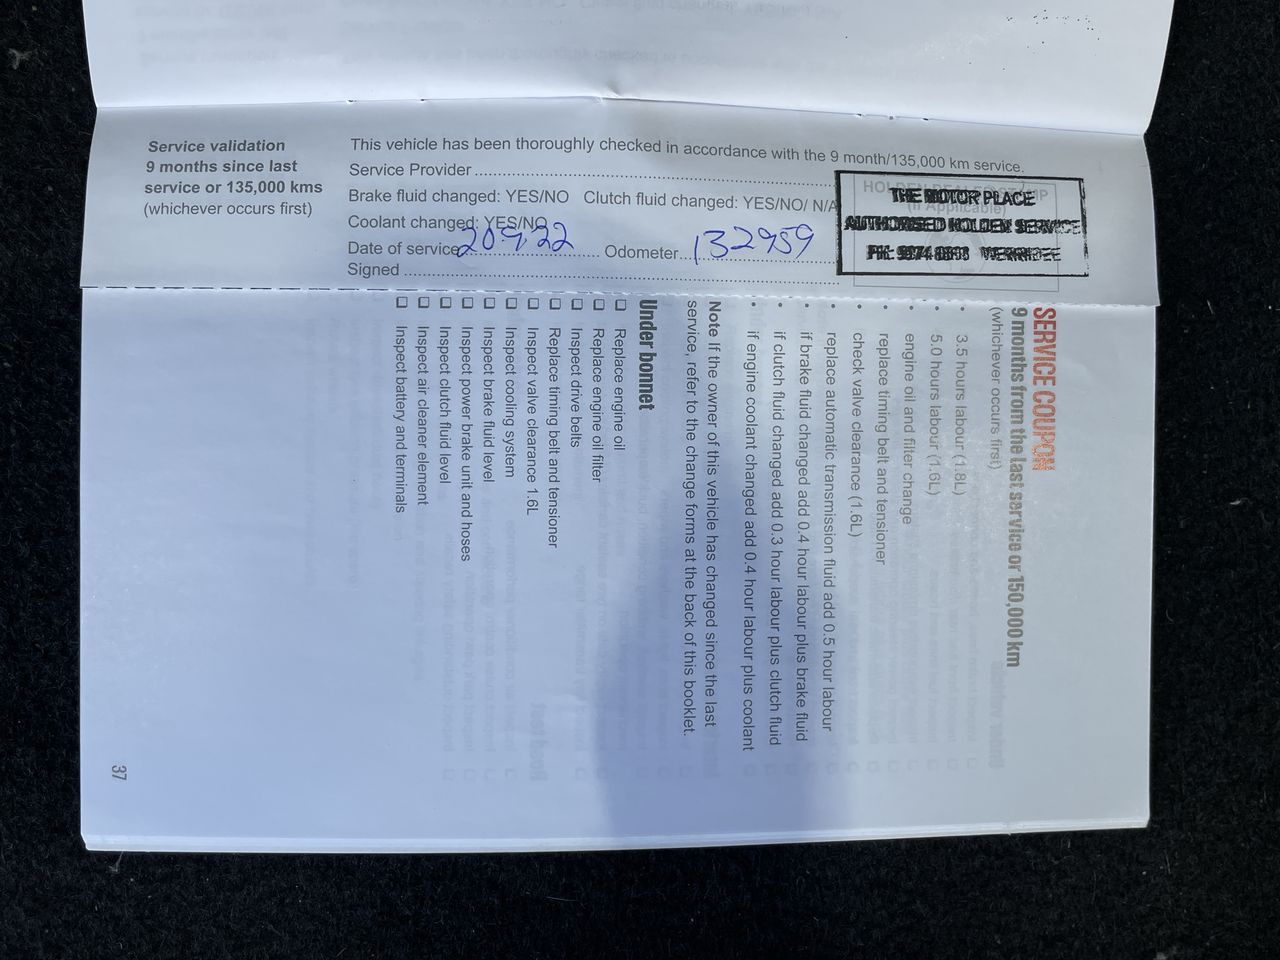 Service validation
9 months since last
service or 135,000 kms
(whichever occurs first)
This vehicle has been thoroughly checked in accordance with the 9 month/135,000 km service.
Service Provider
Brake fluid changed: YES/NO Clutch fluid changed: YES/NO/ N/A
Coolant changed: YES/NO
Date of service 20.9.22 Odometer 132959
Signed
THE MOTOR PLACE
AUTHORISED HOLDEN SERVICE
PH: WERRIBEE
SERVICE COUPON
9 months from the last service or 150,000 km
(whichever occurs first)
• 3.5 hours labour (1.8L)
• 5.0 hours labour (1.6L)
• engine oil and filter change
• replace timing belt and tensioner
• check valve clearance (1.6L)
• replace automatic transmission fluid add 0.5 hour labour
• if brake fluid changed add 0.4 hour labour plus brake fluid
• if clutch fluid changed add 0.3 hour labour plus clutch fluid
• if engine coolant changed add 0.4 hour labour plus coolant
Note If the owner of this vehicle has changed since the last
service, refer to the change forms at the back of this booklet.
Under bonnet
☐ Replace engine oil
☐ Replace engine oil filter
☐ Inspect drive belts
☐ Replace timing belt and tensioner
☐ Inspect valve clearance 1.6L
☐ Inspect cooling system
☐ Inspect brake fluid level
☐ Inspect power brake unit and hoses
☐ Inspect clutch fluid level
☐ Inspect air cleaner element
☐ Inspect battery and terminals
37